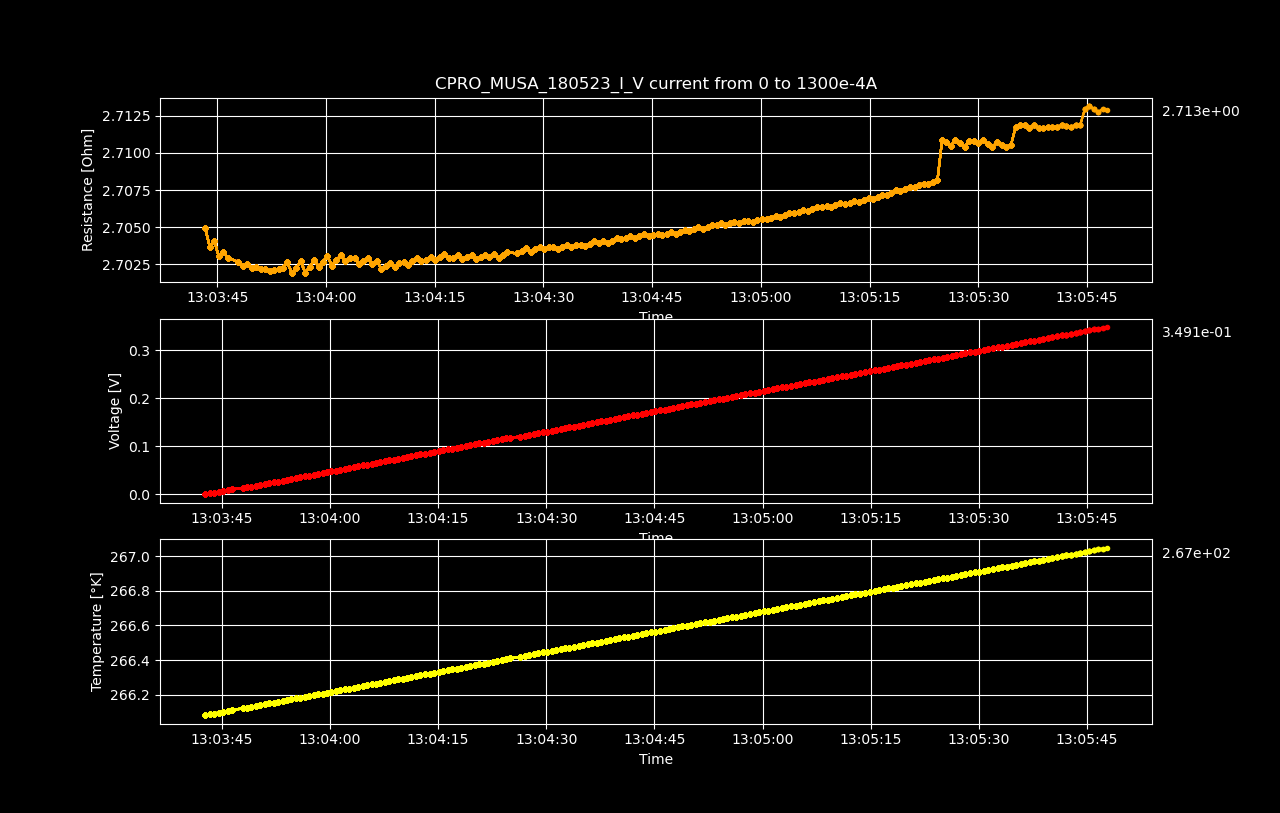 CPRO_MUSA_180523_I_V current from 0 to 1300e-4A
2.7125
2.7100
2.7075
2.7050
2.7025
Resistance [Ohm]
2.713e+00
13:03:45 13:04:00 13:04:15 13:04:30 13:04:45 13:05:00 13:05:15 13:05:30 13:05:45
Time
0.3
0.2
0.1
0.0
Voltage [V]
3.491e-01
13:03:45 13:04:00 13:04:15 13:04:30 13:04:45 13:05:00 13:05:15 13:05:30 13:05:45
Time
267.0
266.8
266.6
266.4
266.2
Temperature [°K]
2.67e+02
13:03:45 13:04:00 13:04:15 13:04:30 13:04:45 13:05:00 13:05:15 13:05:30 13:05:45
Time